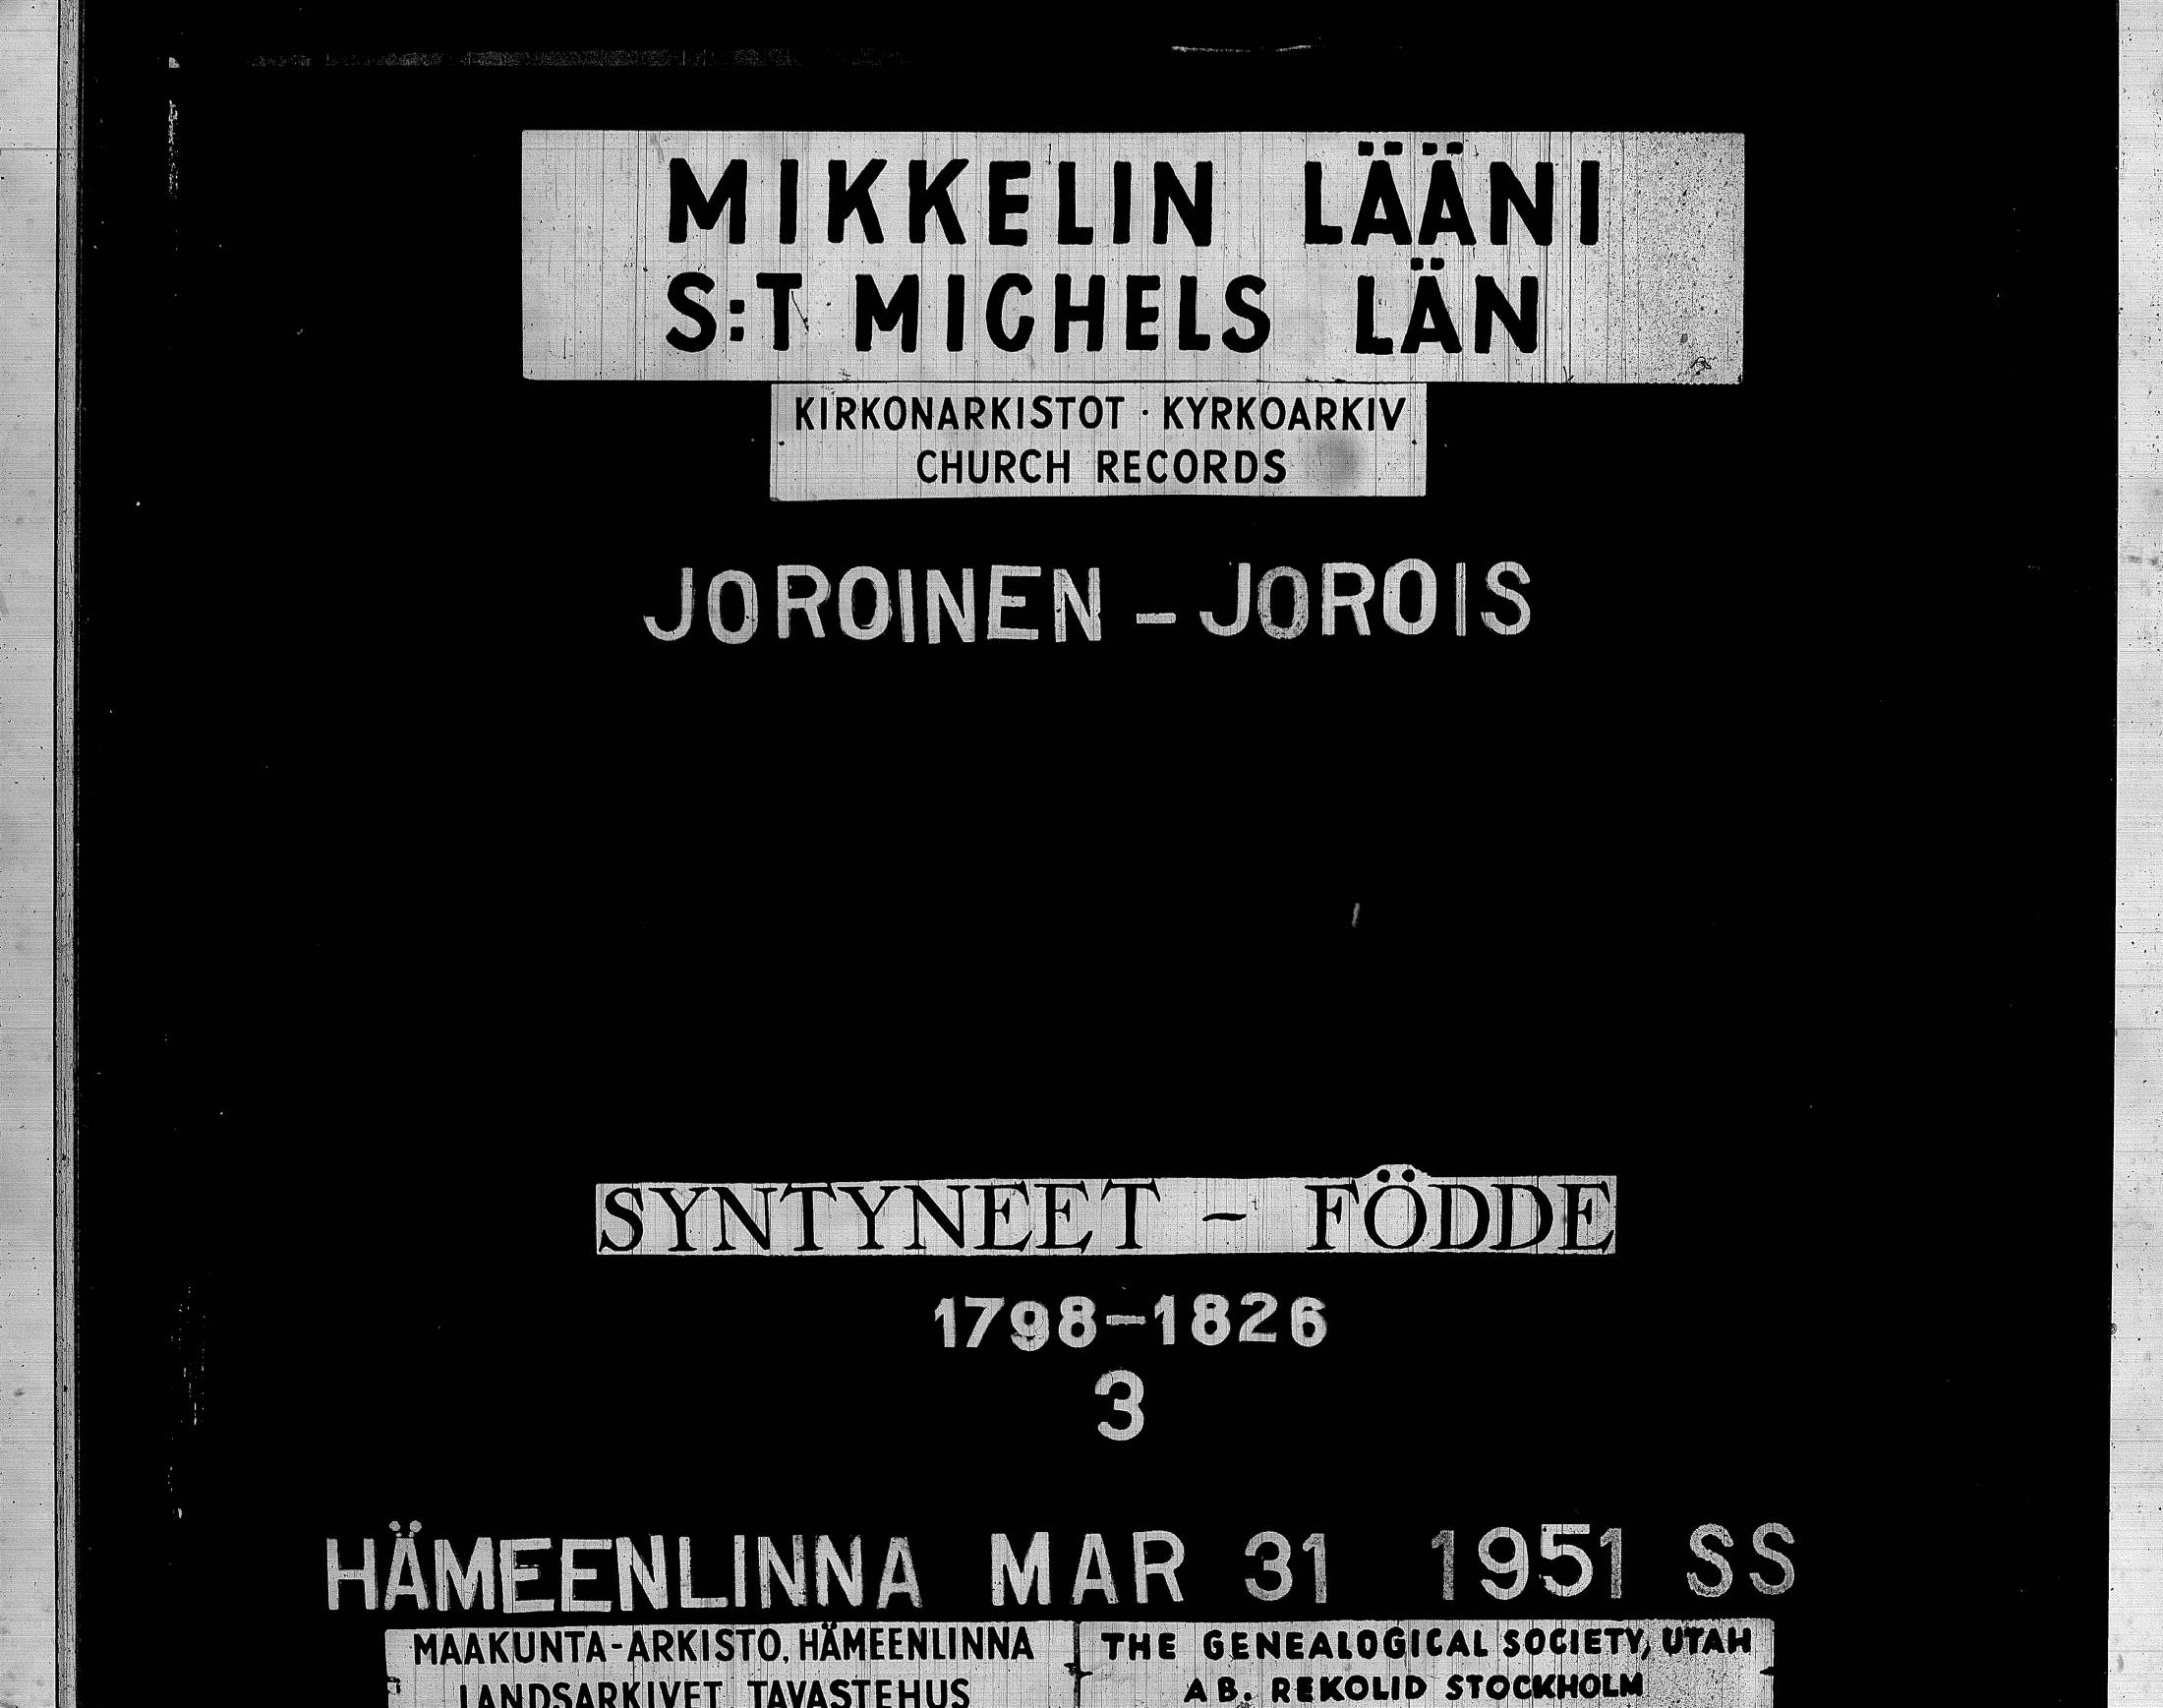 MIKKELIN LÄÄNI
S:T MICHELS LÄN
KIRKONARKISTOT · KYRKOARKIV
CHURCH RECORDS
JOROINEN – JOROIS
SYNTYNEET – FÖDDE
1798–1826
3
HÄMEENLINNA MAR 31 1951 SS
MAAKUNTA-ARKISTO, HÄMEENLINNA
LANDSARKIVET, TAVASTEHUS
THE GENEALOGICAL SOCIETY, UTAH
AB. REKOLID STOCKHOLM